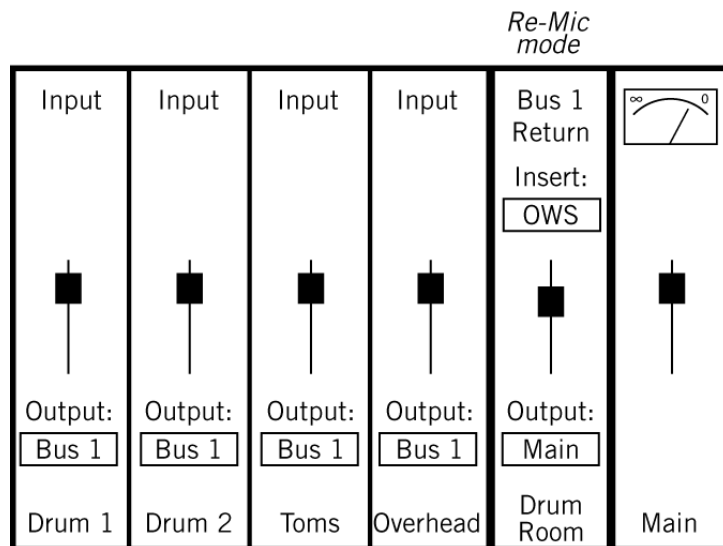 Re-Mic
mode
Input
Output:
Bus 1
Drum 1
Input
Output:
Bus 1
Drum 2
Input
Output:
Bus 1
Toms
Input
Output:
Bus 1
Overhead
Bus 1
Return
Insert:
OWS
Output:
Main
Drum
Room
∞ 0
Main